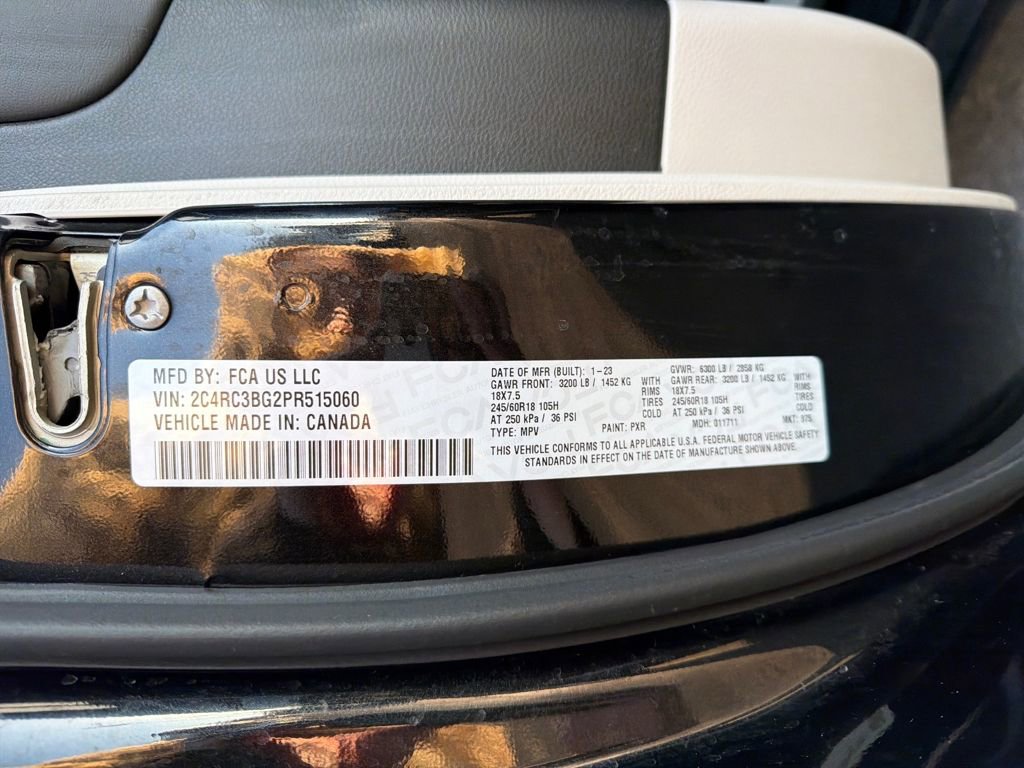 MFD BY: FCA US LLC
VIN: 2C4RC3BG2PR515060
VEHICLE MADE IN: CANADA
DATE OF MFR (BUILT): 1-23
GAWR FRONT: 3200 LB / 1452 KG WITH
18X7.5 RIMS
245/60R18 105H TIRES
AT 250 kPa / 36 PSI COLD
TYPE: MPV PAINT: PXR
GVWR: 6300 LB / 2858 KG
GAWR REAR: 3200 LB / 1452 KG WITH
18X7.5 RIMS
245/60R18 105H TIRES
AT 250 kPa / 36 PSI COLD
MDH: 011711 MKT: 975
THIS VEHICLE CONFORMS TO ALL APPLICABLE U.S.A. FEDERAL MOTOR VEHICLE SAFETY
STANDARDS IN EFFECT ON THE DATE OF MANUFACTURE SHOWN ABOVE.